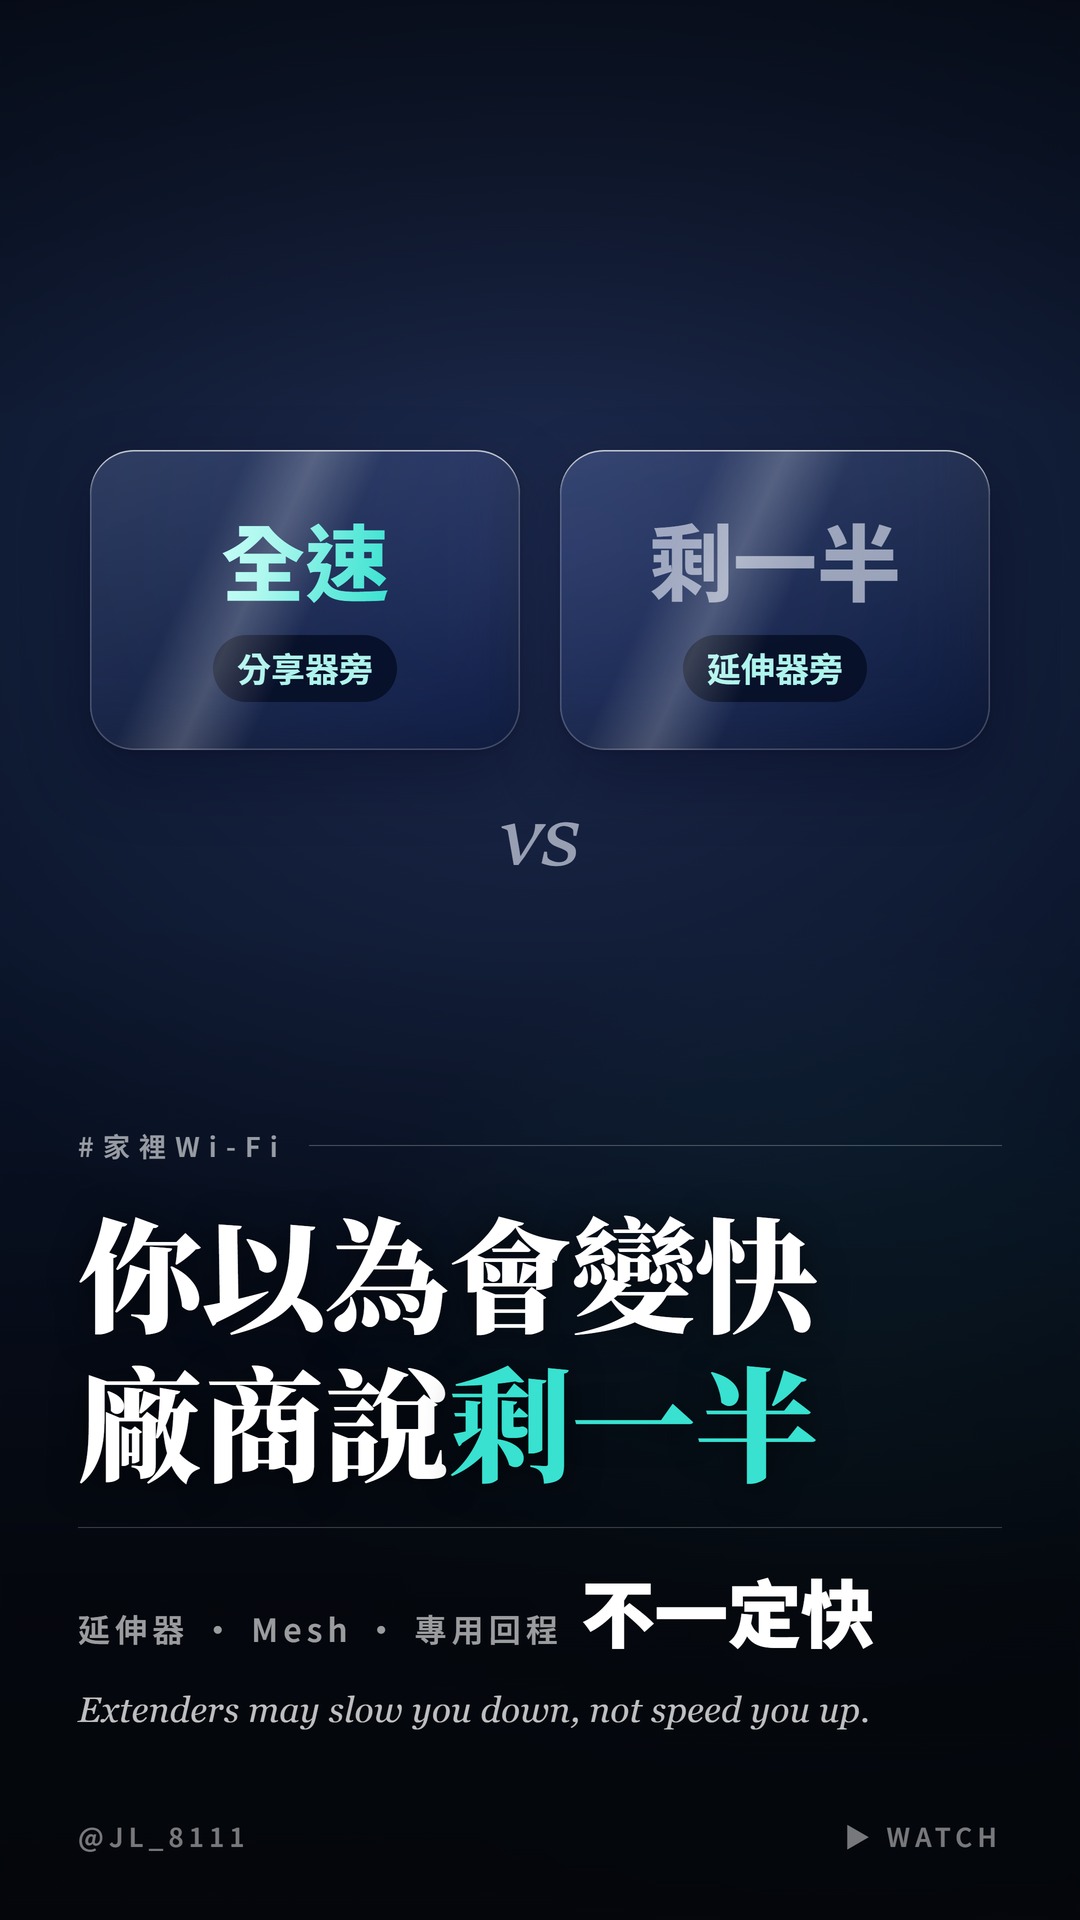 全速
分享器旁
剩一半
延伸器旁
vs
#家裡Wi-Fi
你以為會變快
廠商說剩一半
延伸器 · Mesh · 專用回程 不一定快
Extenders may slow you down, not speed you up.
@JL_8111
▶ WATCH